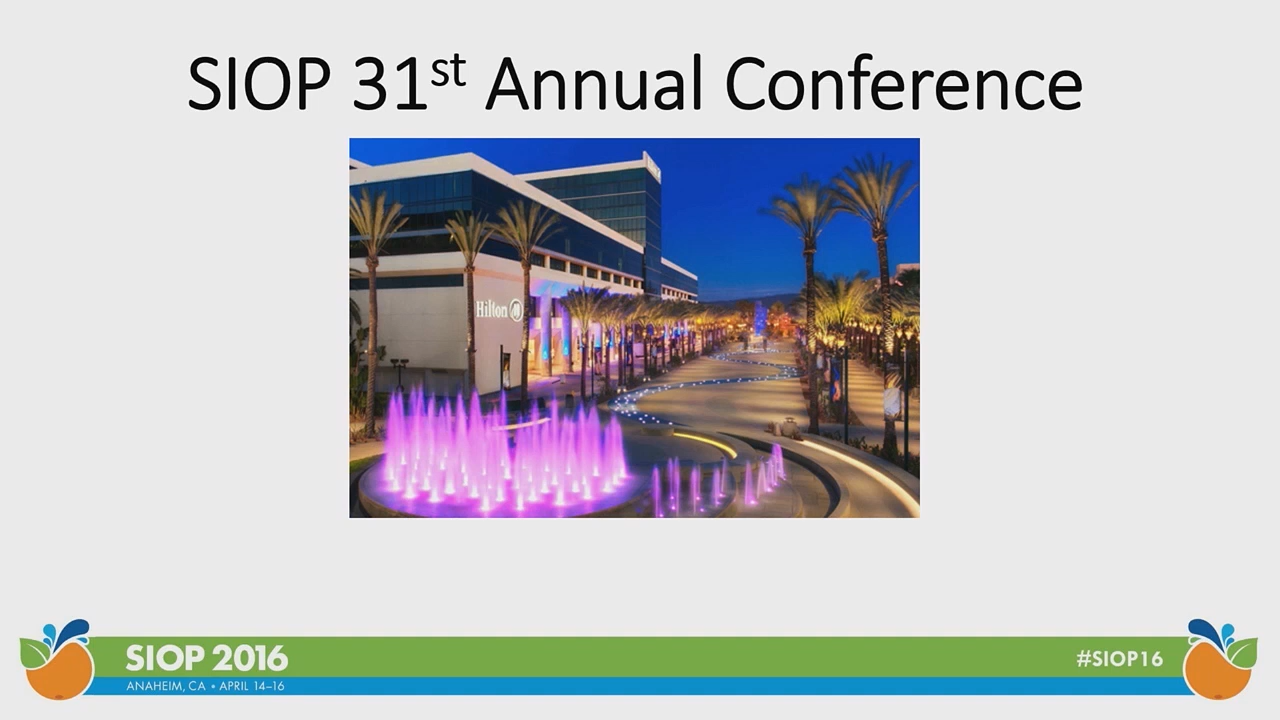 SIOP 31st Annual Conference
Hilton
SIOP 2016
#SIOP16
ANAHEIM, CA • APRIL 14–16